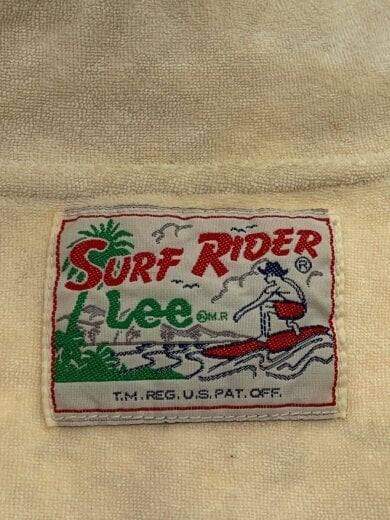 SURF RIDER ®
Lee ® M.R
T.M. REG. U.S. PAT. OFF.